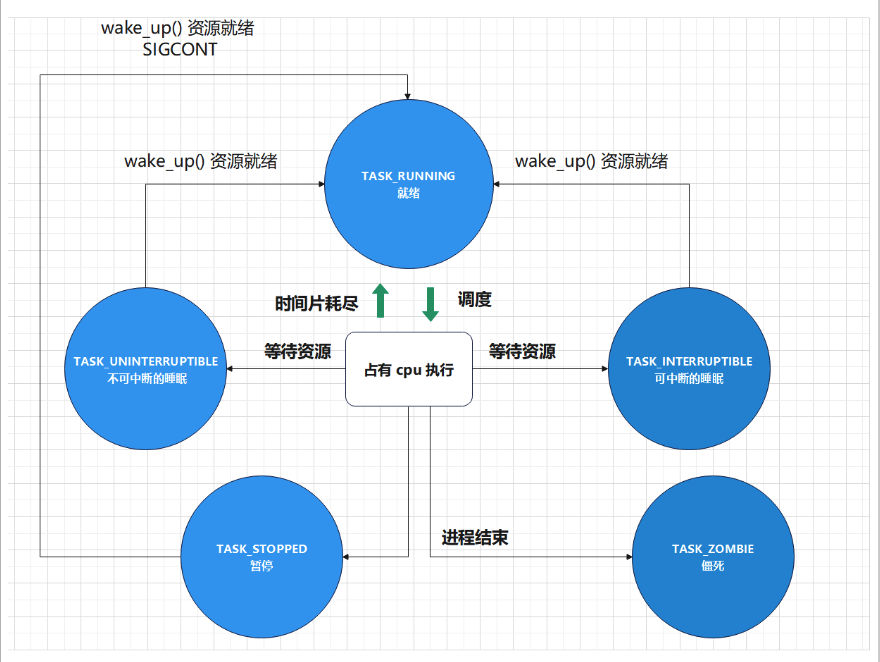 wake_up() 资源就绪
SIGCONT
wake_up() 资源就绪
wake_up() 资源就绪
TASK_RUNNING
就绪
时间片耗尽
调度
等待资源
等待资源
TASK_UNINTERRUPTIBLE
不可中断的睡眠
占有 cpu 执行
TASK_INTERRUPTIBLE
可中断的睡眠
进程结束
TASK_STOPPED
暂停
TASK_ZOMBIE
僵死